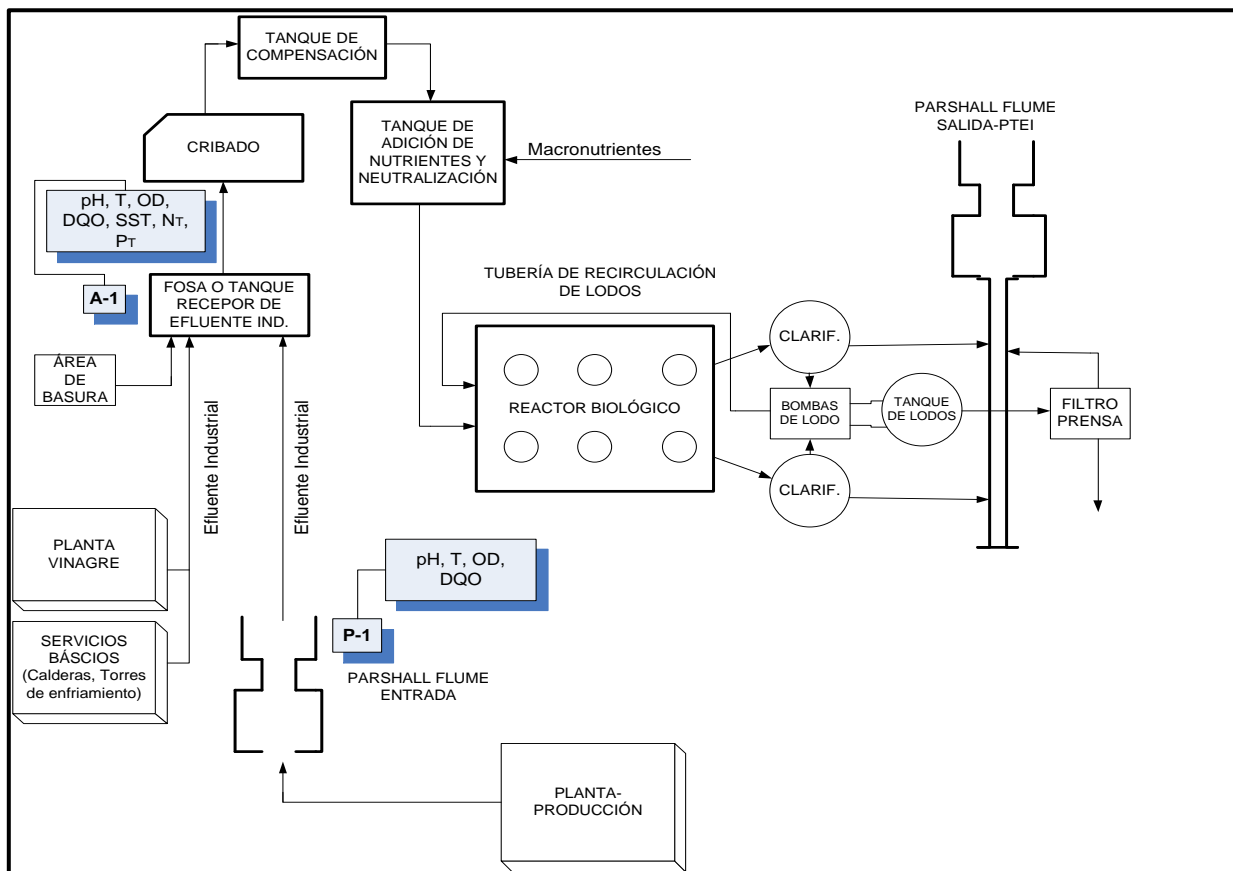 TANQUE DE
COMPENSACIÓN
CRIBADO
TANQUE DE
ADICIÓN DE
NUTRIENTES Y
NEUTRALIZACIÓN
Macronutrientes
PARSHALL FLUME
SALIDA-PTEI
pH, T, OD,
DQO, SST, NT,
PT
A-1
FOSA O TANQUE
RECEPOR DE
EFLUENTE IND.
ÁREA
DE
BASURA
Efluente Industrial
Efluente Industrial
TUBERÍA DE RECIRCULACIÓN
DE LODOS
REACTOR BIOLÓGICO
CLARIF.
BOMBAS
DE LODO
TANQUE
DE LODOS
CLARIF.
FILTRO
PRENSA
PLANTA
VINAGRE
SERVICIOS
BÁSCIOS
(Calderas, Torres
de enfriamiento)
pH, T, OD,
DQO
P-1
PARSHALL FLUME
ENTRADA
PLANTA-
PRODUCCIÓN